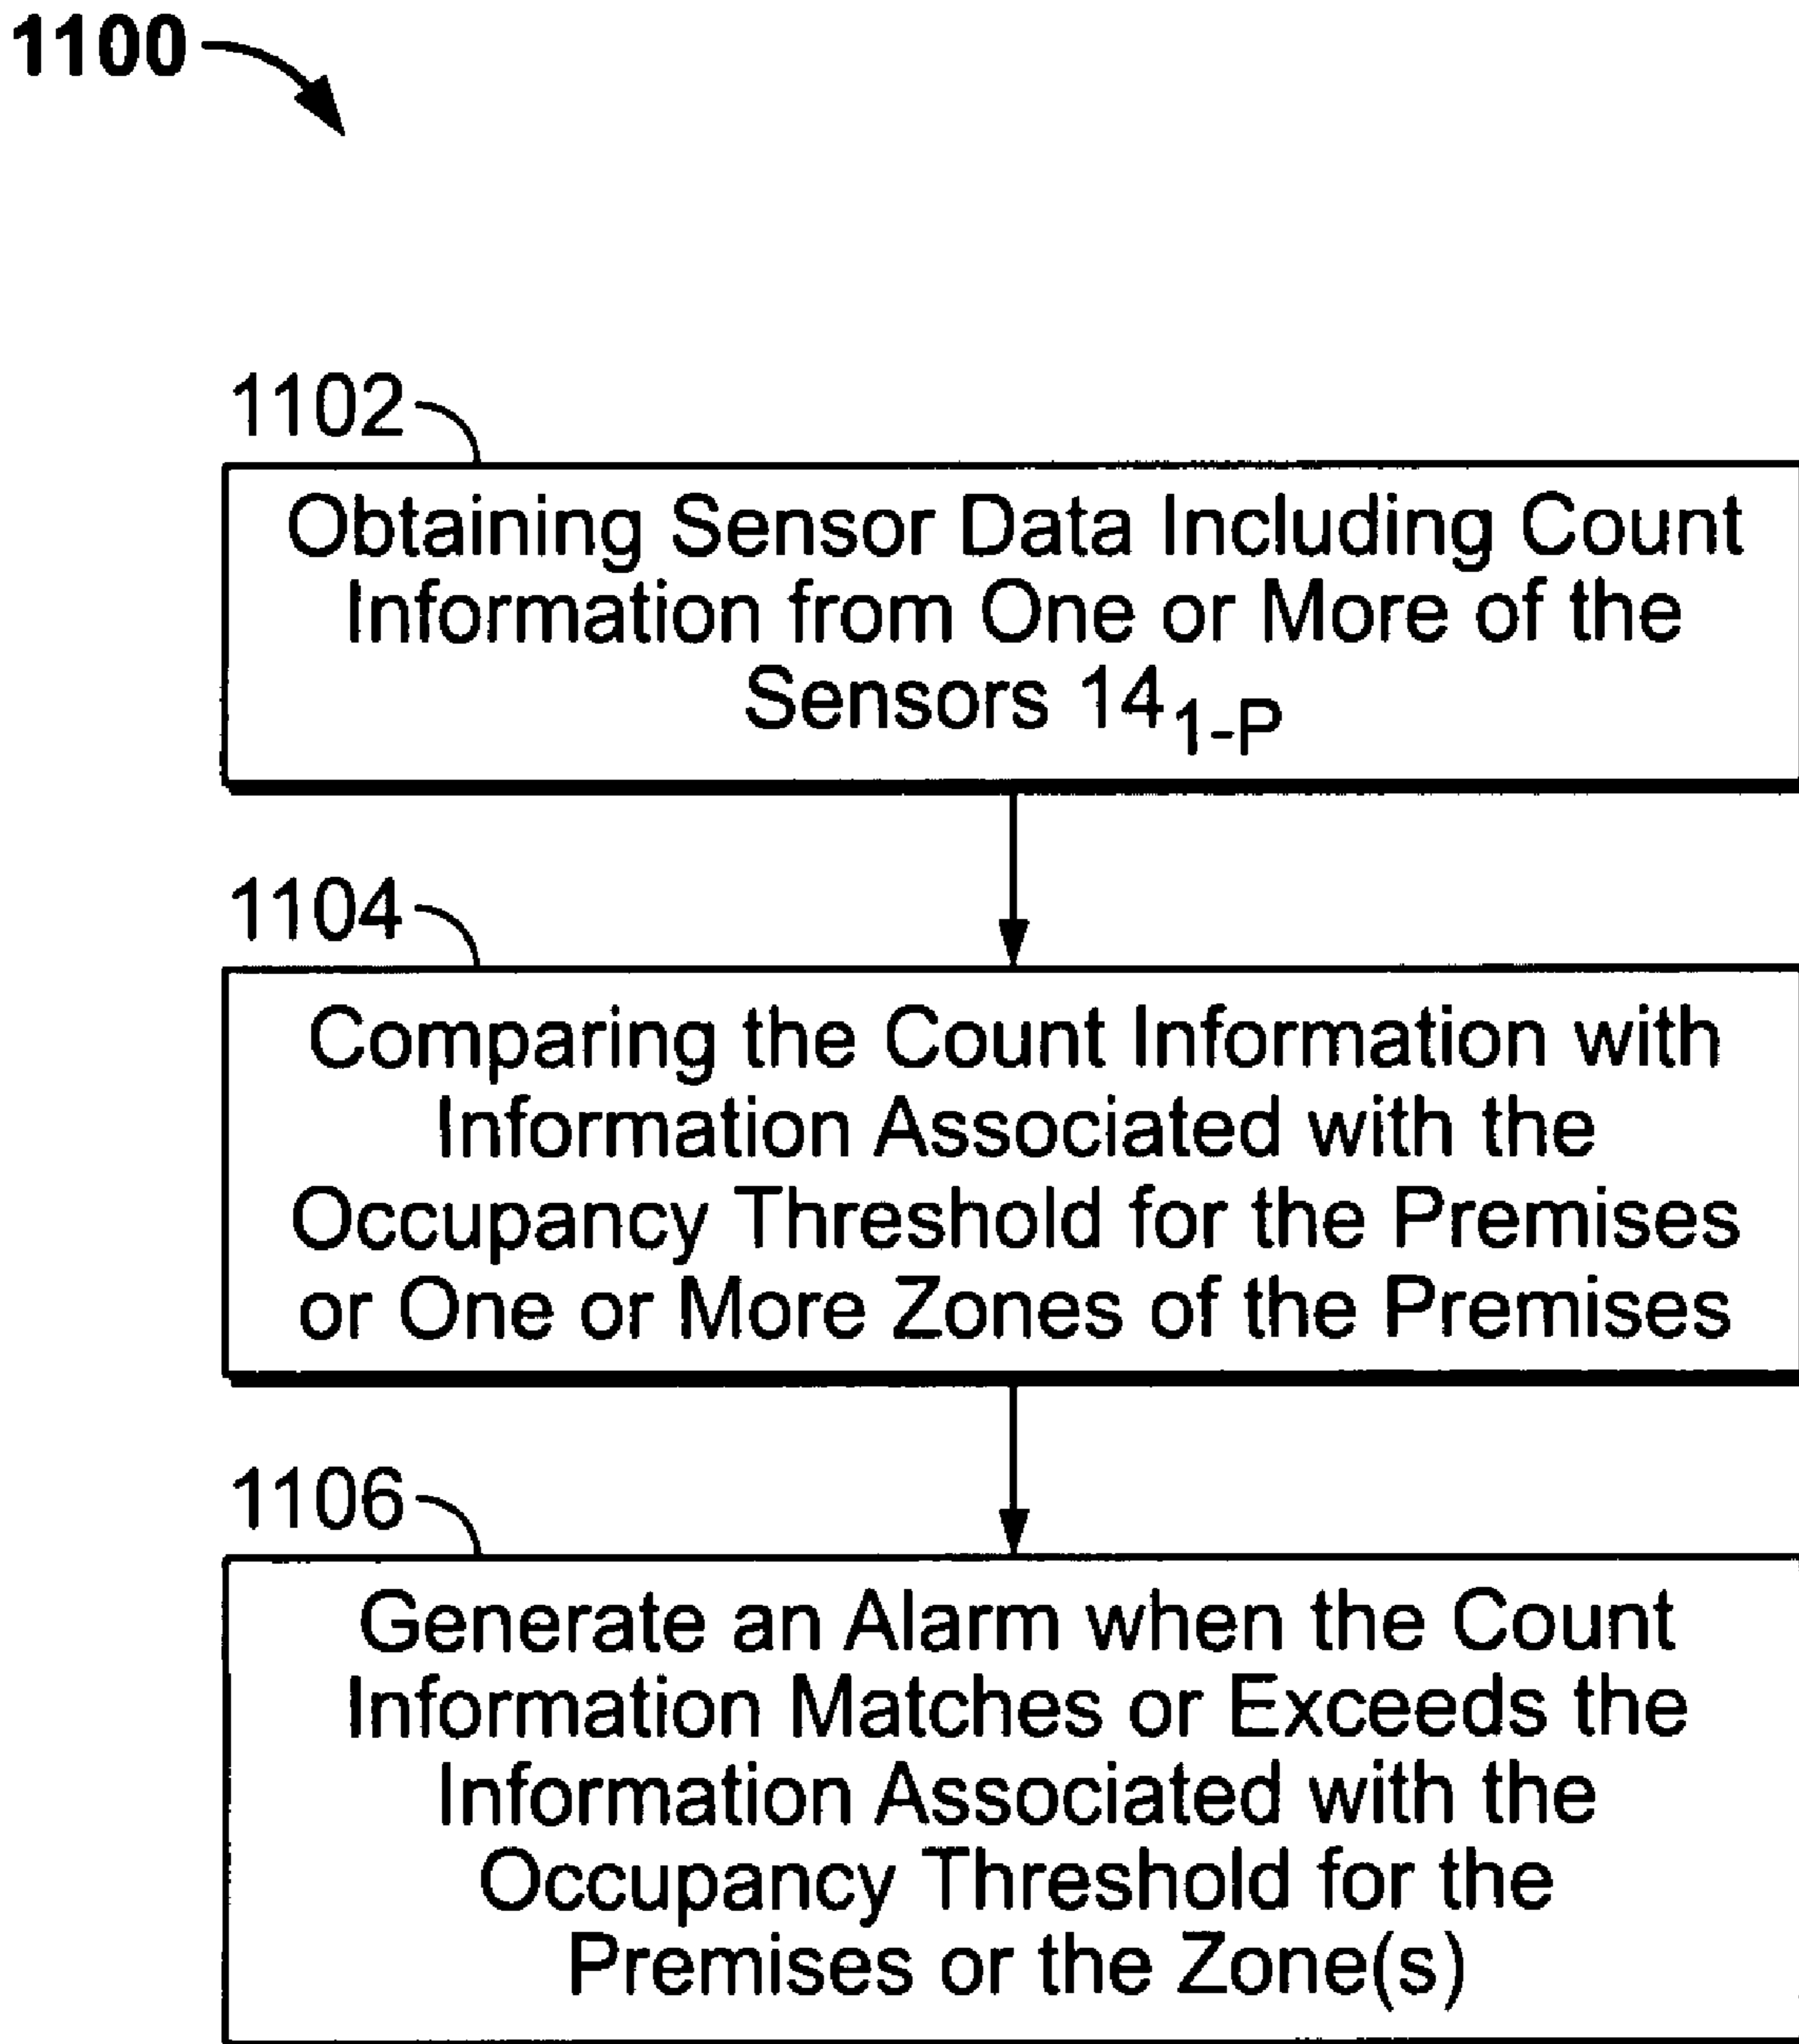 1100
1102
Obtaining Sensor Data Including Count
Information from One or More of the
Sensors 14₁₋P
1104
Comparing the Count Information with
Information Associated with the
Occupancy Threshold for the Premises
or One or More Zones of the Premises
1106
Generate an Alarm when the Count
Information Matches or Exceeds the
Information Associated with the
Occupancy Threshold for the
Premises or the Zone(s)